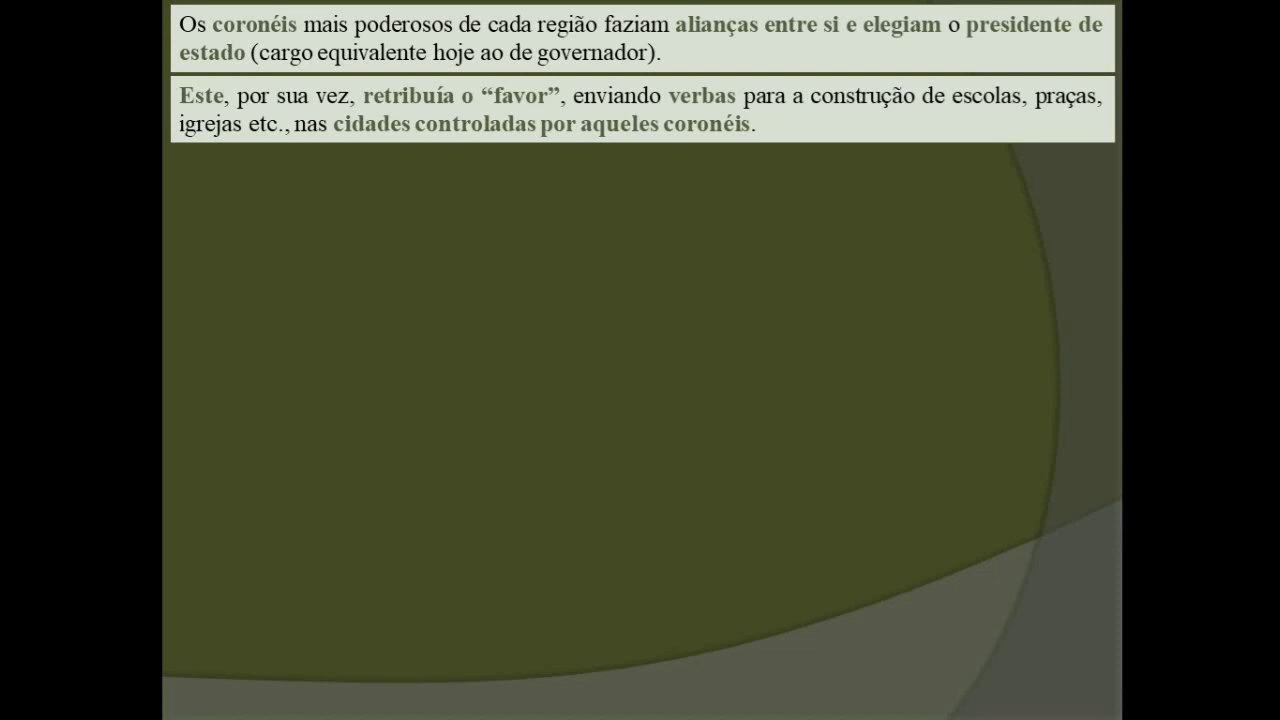 Os coronéis mais poderosos de cada região faziam alianças entre si e elegiam o presidente de
estado (cargo equivalente hoje ao de governador).
Este, por sua vez, retribuía o “favor”, enviando verbas para a construção de escolas, praças,
igrejas etc., nas cidades controladas por aqueles coronéis.